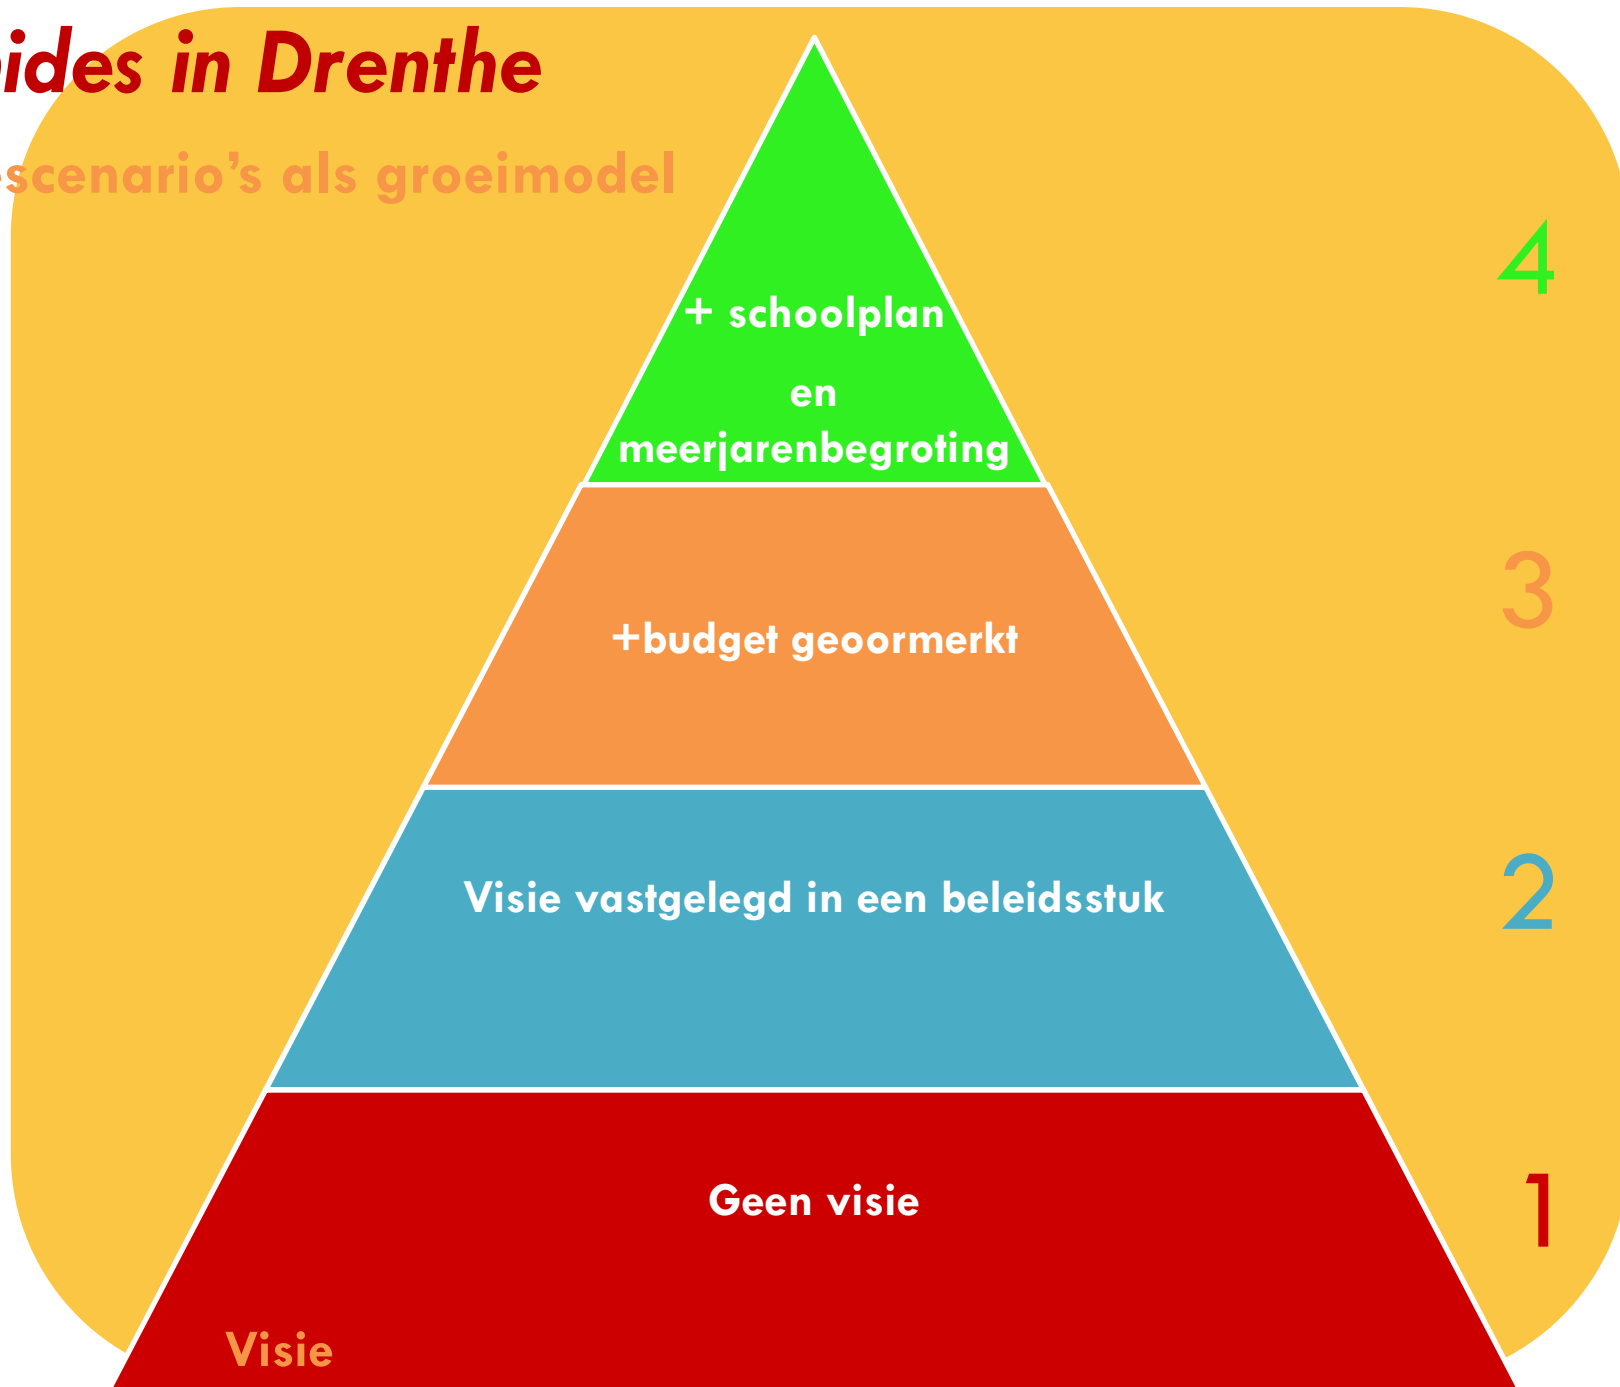 des in Drenthe
scenario's als groeimodel
4
+ schoolplan
en
meerjarenbegroting
3
+budget geoormerkt
2
Visie vastgelegd in een beleidsstuk
1
Geen visie
Visie